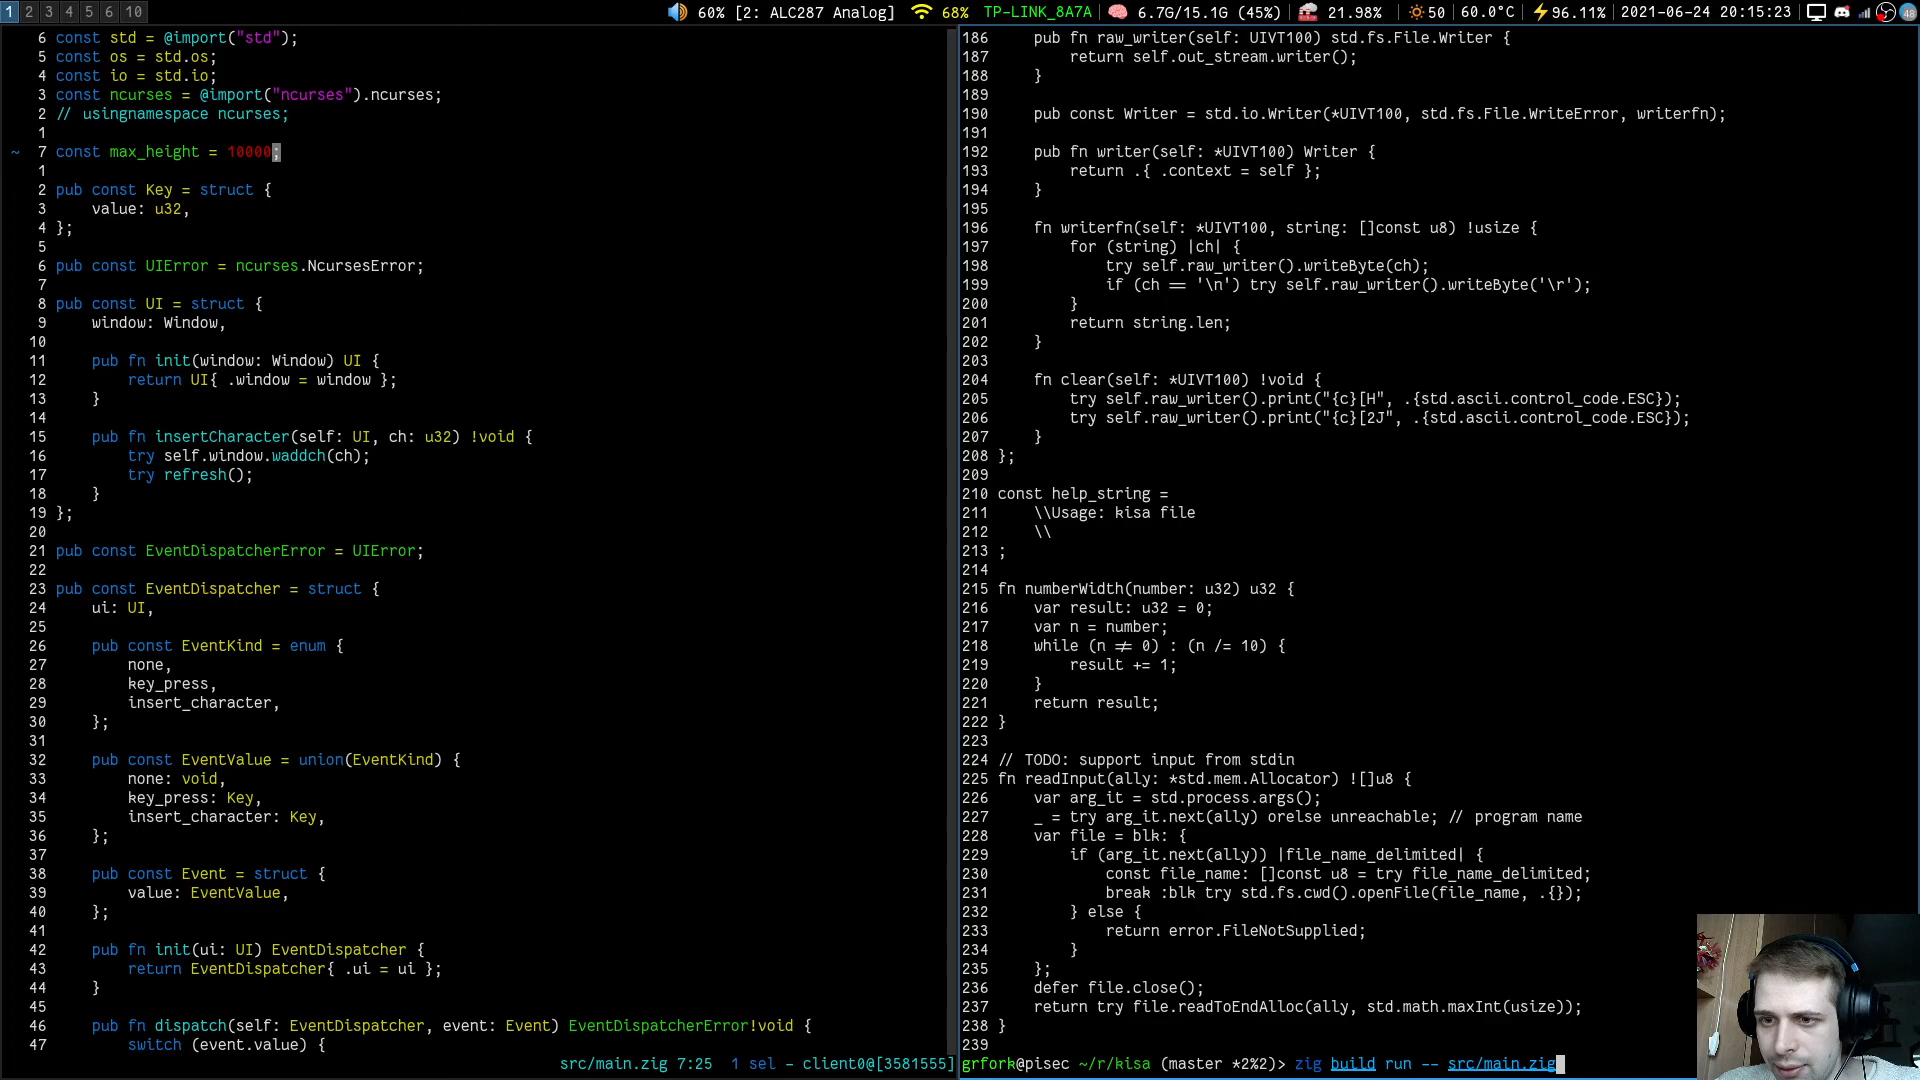 1 2 3 4 5 6 10
60% [2: ALC287 Analog] 68% TP-LINK_8A7A 6.7G/15.1G (45%) 21.98% 50 60.0°C 96.11% 2021-06-24 20:15:23 48
6 const std = @import("std");
5 const os = std.os;
4 const io = std.io;
3 const ncurses = @import("ncurses").ncurses;
2 // usingnamespace ncurses;
1
~ 7 const max_height = 10000;
1
2 pub const Key = struct {
3     value: u32,
4 };
5
6 pub const UIError = ncurses.NcursesError;
7
8 pub const UI = struct {
9     window: Window,
10
11     pub fn init(window: Window) UI {
12         return UI{ .window = window };
13     }
14
15     pub fn insertCharacter(self: UI, ch: u32) !void {
16         try self.window.waddch(ch);
17         try refresh();
18     }
19 };
20
21 pub const EventDispatcherError = UIError;
22
23 pub const EventDispatcher = struct {
24     ui: UI,
25
26     pub const EventKind = enum {
27         none,
28         key_press,
29         insert_character,
30     };
31
32     pub const EventValue = union(EventKind) {
33         none: void,
34         key_press: Key,
35         insert_character: Key,
36     };
37
38     pub const Event = struct {
39         value: EventValue,
40     };
41
42     pub fn init(ui: UI) EventDispatcher {
43         return EventDispatcher{ .ui = ui };
44     }
45
46     pub fn dispatch(self: EventDispatcher, event: Event) EventDispatcherError!void {
47         switch (event.value) {
src/main.zig 7:25 1 sel - client0@[3581555]
186     pub fn raw_writer(self: UIVT100) std.fs.File.Writer {
187         return self.out_stream.writer();
188     }
189
190     pub const Writer = std.io.Writer(*UIVT100, std.fs.File.WriteError, writerfn);
191
192     pub fn writer(self: *UIVT100) Writer {
193         return .{ .context = self };
194     }
195
196     fn writerfn(self: *UIVT100, string: []const u8) !usize {
197         for (string) |ch| {
198             try self.raw_writer().writeByte(ch);
199             if (ch == '\n') try self.raw_writer().writeByte('\r');
200         }
201         return string.len;
202     }
203
204     fn clear(self: *UIVT100) !void {
205         try self.raw_writer().print("{c}[H", .{std.ascii.control_code.ESC});
206         try self.raw_writer().print("{c}[2J", .{std.ascii.control_code.ESC});
207     }
208 };
209
210 const help_string =
211     \\Usage: kisa file
212     \\
213 ;
214
215 fn numberWidth(number: u32) u32 {
216     var result: u32 = 0;
217     var n = number;
218     while (n != 0) : (n /= 10) {
219         result += 1;
220     }
221     return result;
222 }
223
224 // TODO: support input from stdin
225 fn readInput(ally: *std.mem.Allocator) ![]u8 {
226     var arg_it = std.process.args();
227     _ = try arg_it.next(ally) orelse unreachable; // program name
228     var file = blk: {
229         if (arg_it.next(ally)) |file_name_delimited| {
230             const file_name: []const u8 = try file_name_delimited;
231             break :blk try std.fs.cwd().openFile(file_name, .{});
232         } else {
233             return error.FileNotSupplied;
234         }
235     };
236     defer file.close();
237     return try file.readToEndAlloc(ally, std.math.maxInt(usize));
238 }
239
grfork@pisec ~/r/kisa (master *2%2)> zig build run -- src/main.zig